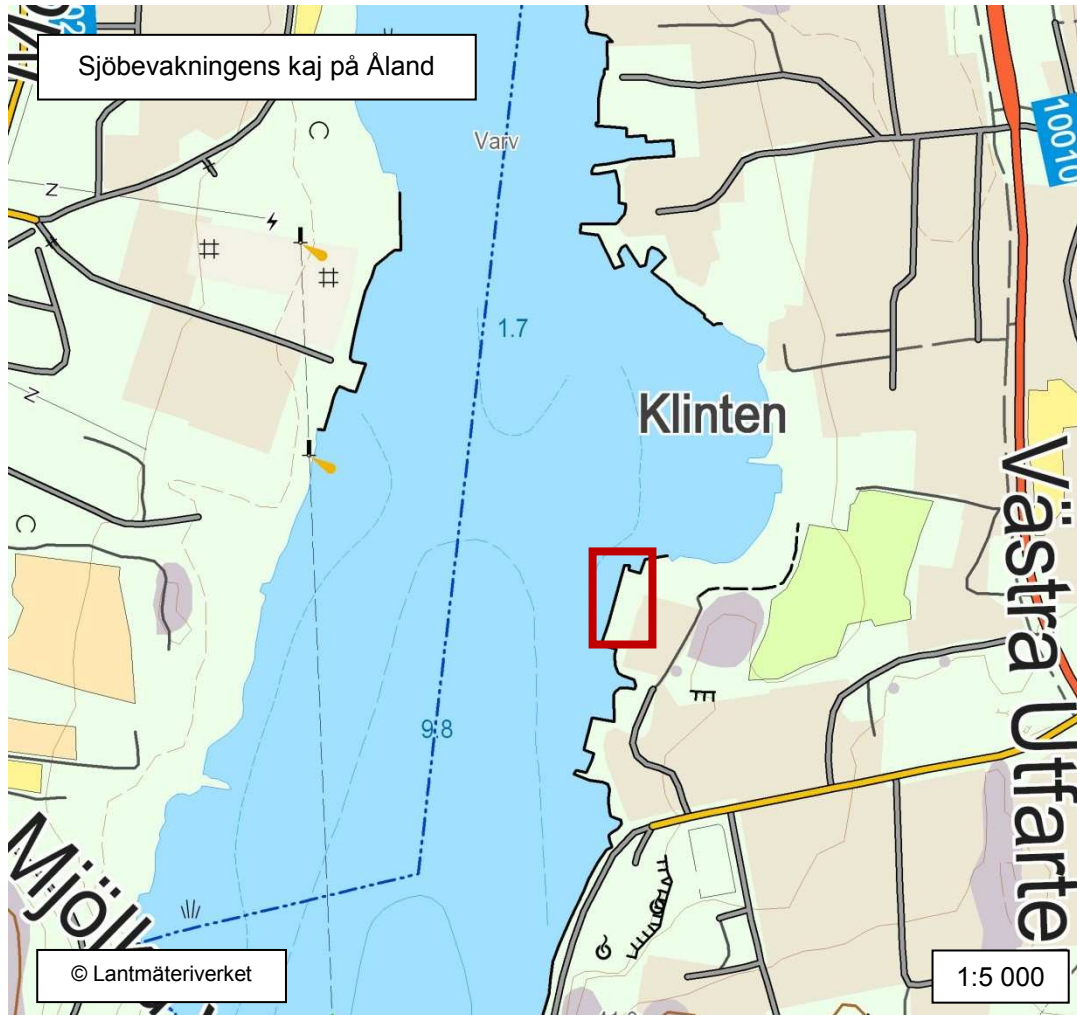 Sjöbevakningens kaj på Åland
Varv
10010
1.7
Klinten
Västra Utfarte
9.8
© Lantmäteriverket
1:5 000